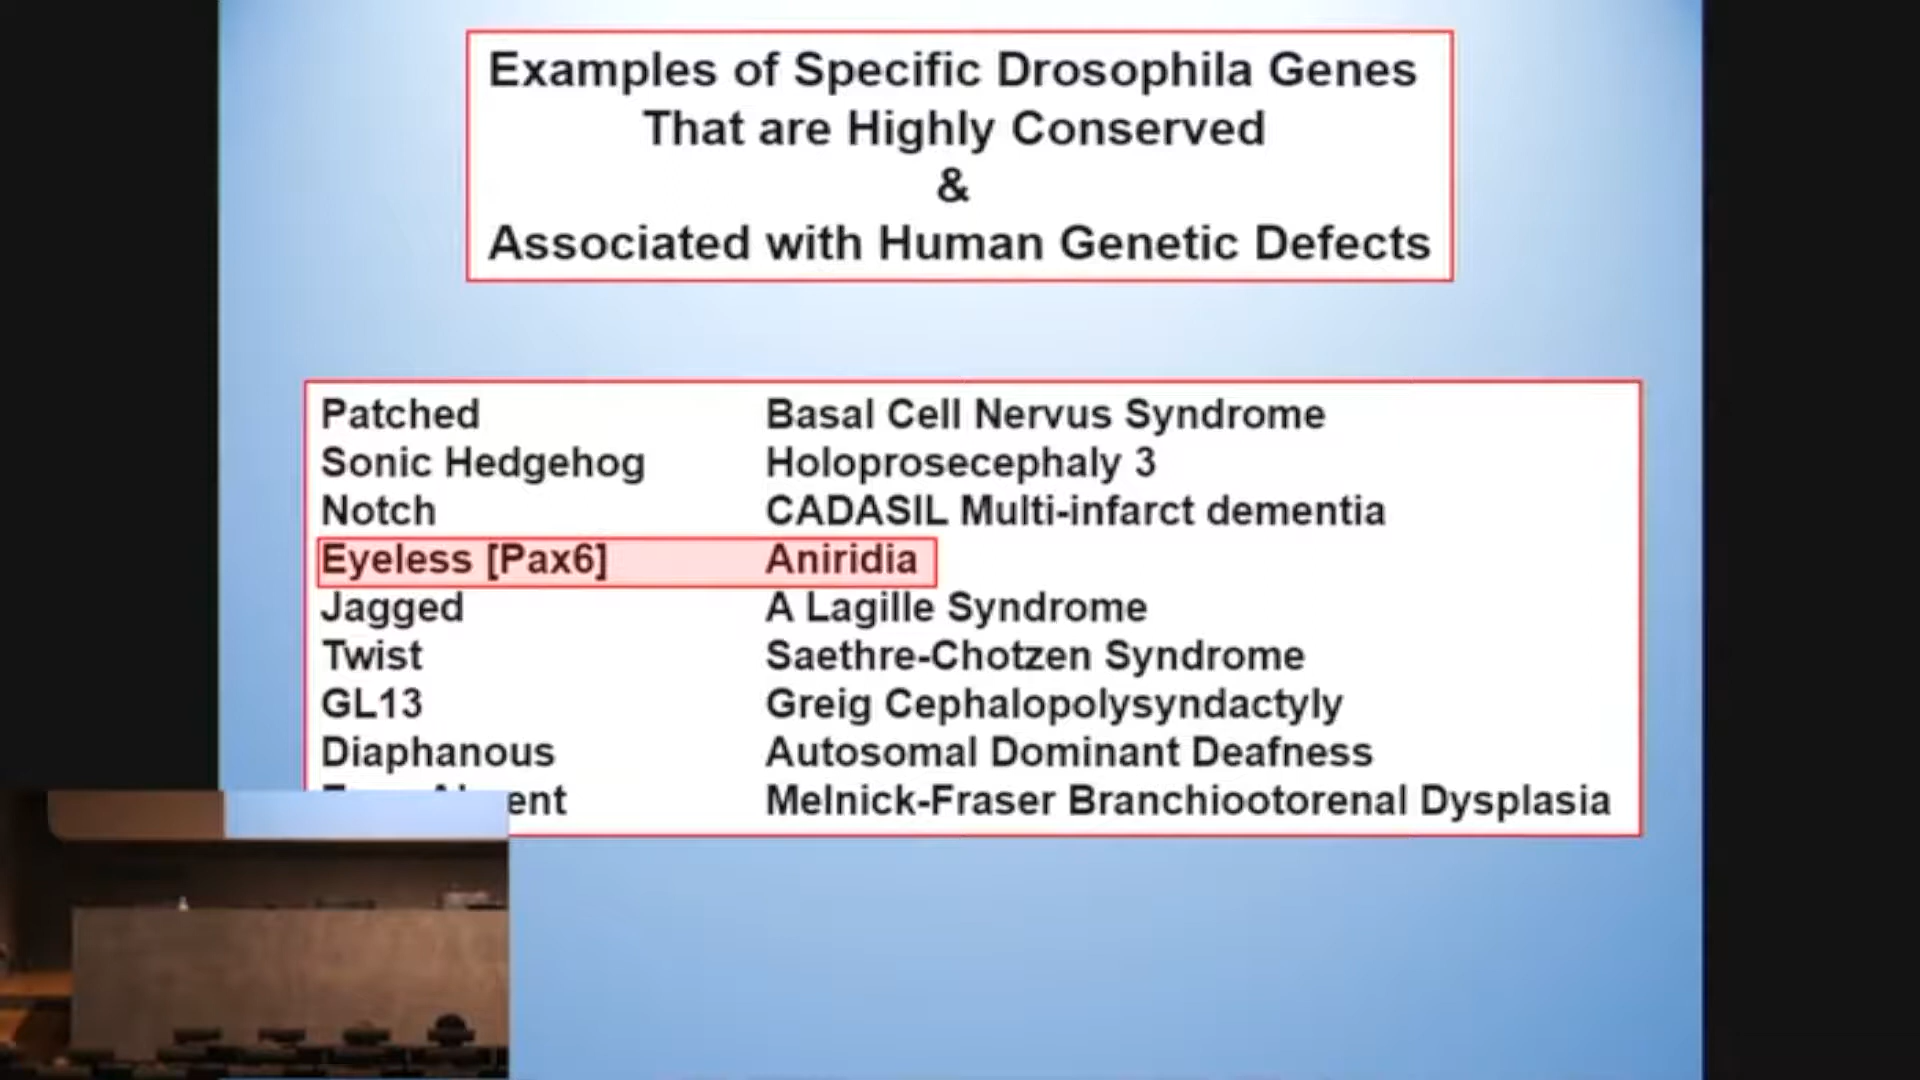 Examples of Specific Drosophila Genes
That are Highly Conserved
&
Associated with Human Genetic Defects
Patched Basal Cell Nervus Syndrome
Sonic Hedgehog Holoprosecephaly 3
Notch CADASIL Multi-infarct dementia
Eyeless [Pax6] Aniridia
Jagged A Lagille Syndrome
Twist Saethre-Chotzen Syndrome
GL13 Greig Cephalopolysyndactyly
Diaphanous Autosomal Dominant Deafness
Melnick-Fraser Branchiootorenal Dysplasia